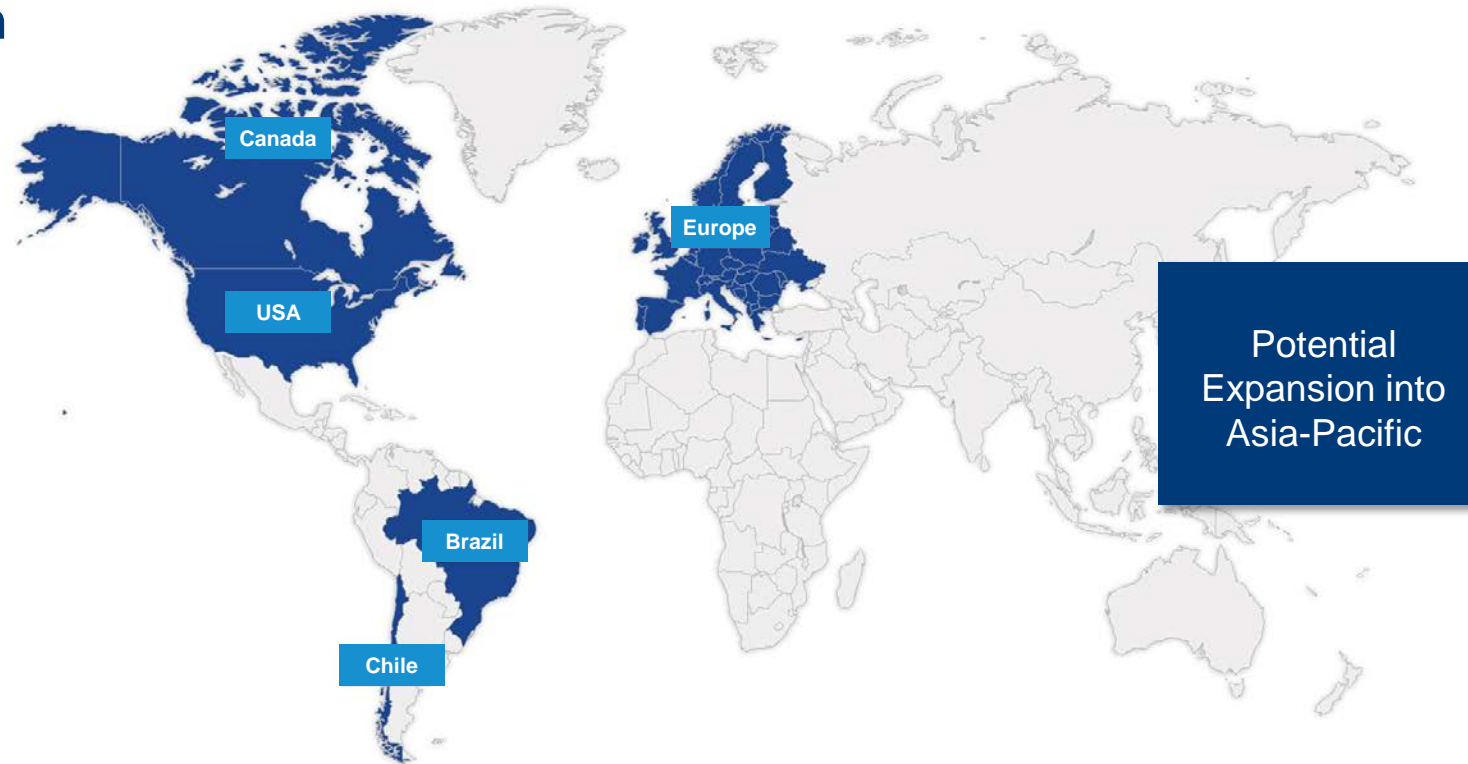 Canada
Europe
USA
Potential
Expansion into
Asia-Pacific
Brazil
Chile